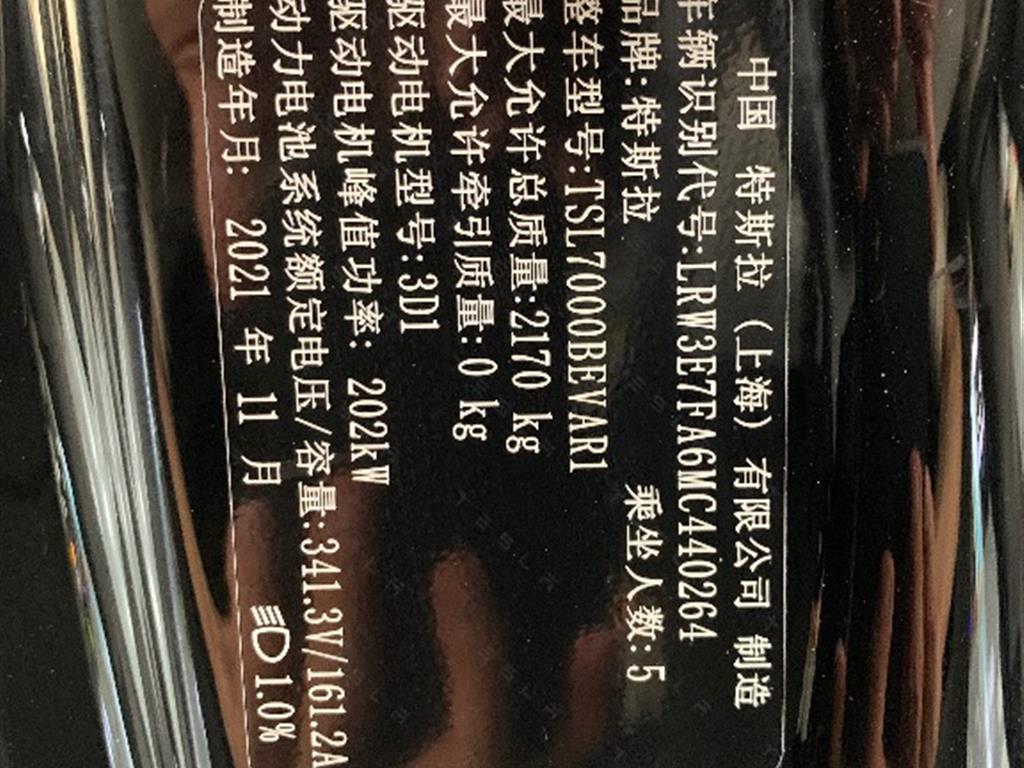 中国 特斯拉(上海)有限公司 制造
车辆识别代号:LRW3E7FA6MC440264
品牌:特斯拉 乘坐人数:5
整车型号:TSL7000BEVAR1
最大允许总质量:2170 kg
最大允许牵引质量:0 kg
驱动电机型号:3D1
驱动电机峰值功率: 202kW
动力电池系统额定电压/容量:341.3V/161.2A
制造年月: 2021 年 11 月 1.0%